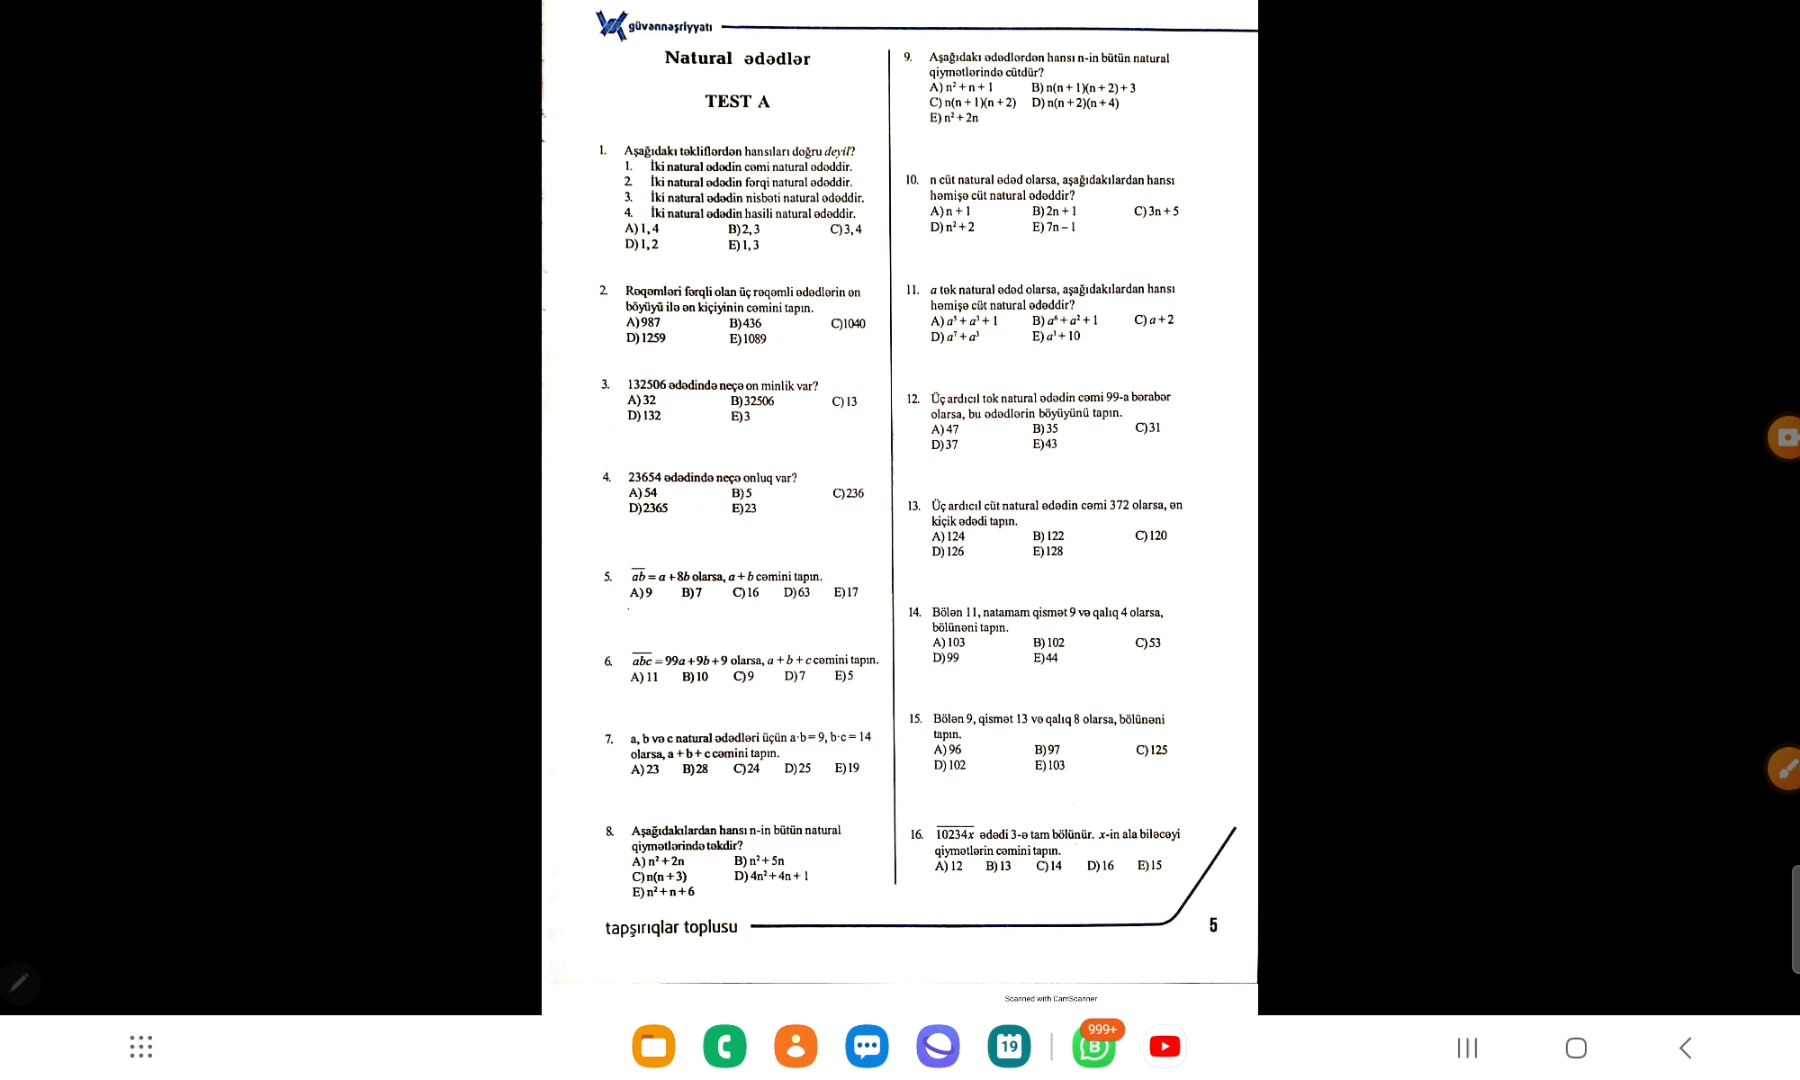 güvənnəşriyyatı
Natural ədədlər
TEST A
1. Aşağıdakı təkliflərdən hansıları doğru deyil?
1. İki natural ədədin cəmi natural ədəddir.
2. İki natural ədədin fərqi natural ədəddir.
3. İki natural ədədin nisbəti natural ədəddir.
4. İki natural ədədin hasili natural ədəddir.
A) 1, 4 B) 2, 3 C) 3, 4
D) 1, 2 E) 1, 3
2. Rəqəmləri fərqli olan üç rəqəmli ədədlərin ən
böyüyü ilə ən kiçiyinin cəmini tapın.
A) 987 B) 436 C) 1040
D) 1259 E) 1089
3. 132506 ədədində neçə on minlik var?
A) 32 B) 32506 C) 13
D) 132 E) 3
4. 23654 ədədində neçə onluq var?
A) 54 B) 5 C) 236
D) 2365 E) 23
5. ab = a + 8b olarsa, a + b cəmini tapın.
A) 9 B) 7 C) 16 D) 63 E) 17
6. abc = 99a + 9b + 9 olarsa, a + b + c cəmini tapın.
A) 11 B) 10 C) 9 D) 7 E) 5
7. a, b və c natural ədədləri üçün a·b = 9, b·c = 14
olarsa, a + b + c cəmini tapın.
A) 23 B) 28 C) 24 D) 25 E) 19
8. Aşağıdakılardan hansı n-in bütün natural
qiymətlərində təkdir?
A) n² + 2n B) n² + 5n
C) n(n + 3) D) 4n² + 4n + 1
E) n² + n + 6
9. Aşağıdakı ədədlərdən hansı n-in bütün natural
qiymətlərində cütdür?
A) n² + n + 1 B) n(n + 1)(n + 2) + 3
C) n(n + 1)(n + 2) D) n(n + 2)(n + 4)
E) n² + 2n
10. n cüt natural ədəd olarsa, aşağıdakılardan hansı
həmişə cüt natural ədəddir?
A) n + 1 B) 2n + 1 C) 3n + 5
D) n² + 2 E) 7n – 1
11. a tək natural ədəd olarsa, aşağıdakılardan hansı
həmişə cüt natural ədəddir?
A) a⁵ + a³ + 1 B) a⁶ + a² + 1 C) a + 2
D) a⁷ + a³ E) a³ + 10
12. Üç ardıcıl tək natural ədədin cəmi 99-a bərabər
olarsa, bu ədədlərin böyüyünü tapın.
A) 47 B) 35 C) 31
D) 37 E) 43
13. Üç ardıcıl cüt natural ədədin cəmi 372 olarsa, ən
kiçik ədədi tapın.
A) 124 B) 122 C) 120
D) 126 E) 128
14. Bölən 11, natamam qismət 9 və qalıq 4 olarsa,
bölünəni tapın.
A) 103 B) 102 C) 53
D) 99 E) 44
15. Bölən 9, qismət 13 və qalıq 8 olarsa, bölünəni
tapın.
A) 96 B) 97 C) 125
D) 102 E) 103
16. 10234x ədədi 3-ə tam bölünür. x-in ala biləcəyi
qiymətlərin cəmini tapın.
A) 12 B) 13 C) 14 D) 16 E) 15
tapşırıqlar toplusu
5
Scanned with CamScanner
19
999+
B